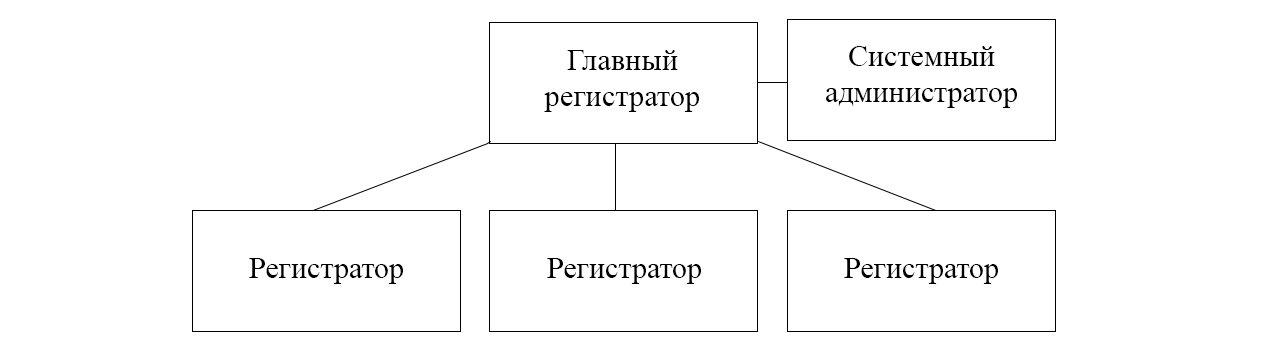 Главный
регистратор
Системный
администратор
Регистратор
Регистратор
Регистратор